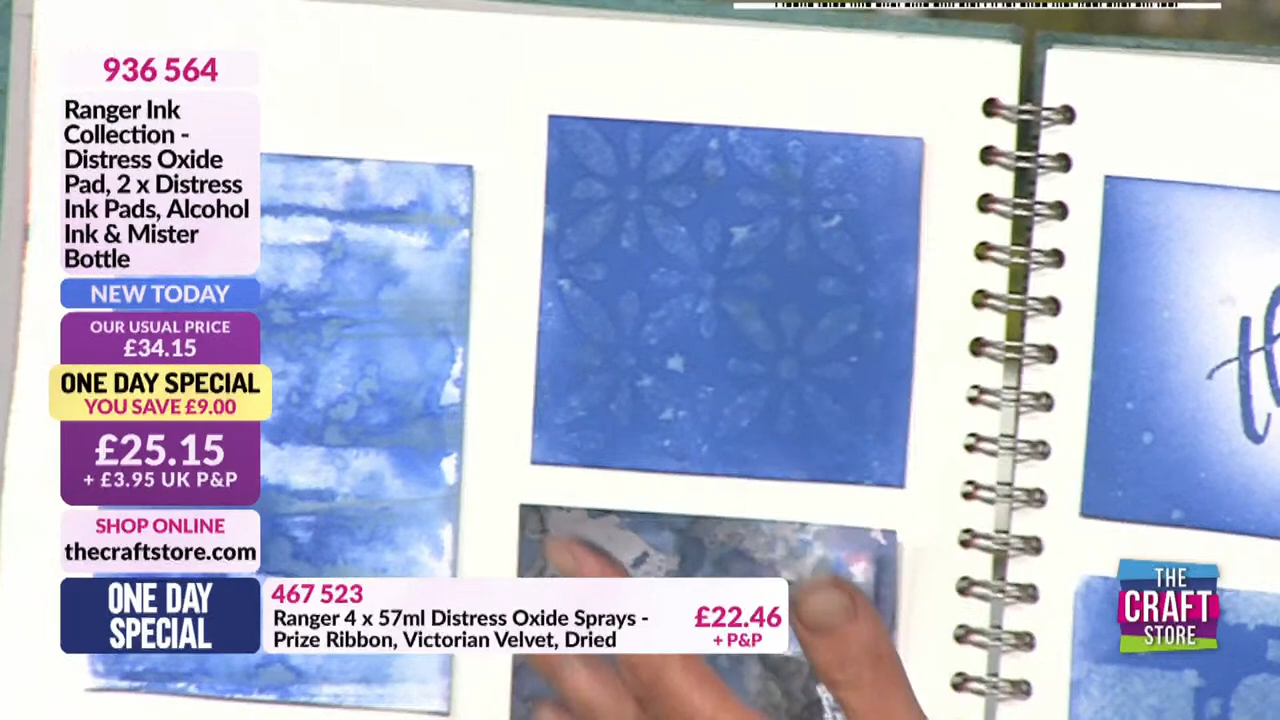 936 564
Ranger Ink
Collection -
Distress Oxide
Pad, 2 x Distress
Ink Pads, Alcohol
Ink & Mister
Bottle
NEW TODAY
OUR USUAL PRICE
£34.15
ONE DAY SPECIAL
YOU SAVE £9.00
£25.15
+ £3.95 UK P&P
SHOP ONLINE
thecraftstore.com
ONE DAY
SPECIAL
467 523
Ranger 4 x 57ml Distress Oxide Sprays -
Prize Ribbon, Victorian Velvet, Dried
£22.46
+ P&P
THE
CRAFT
STORE